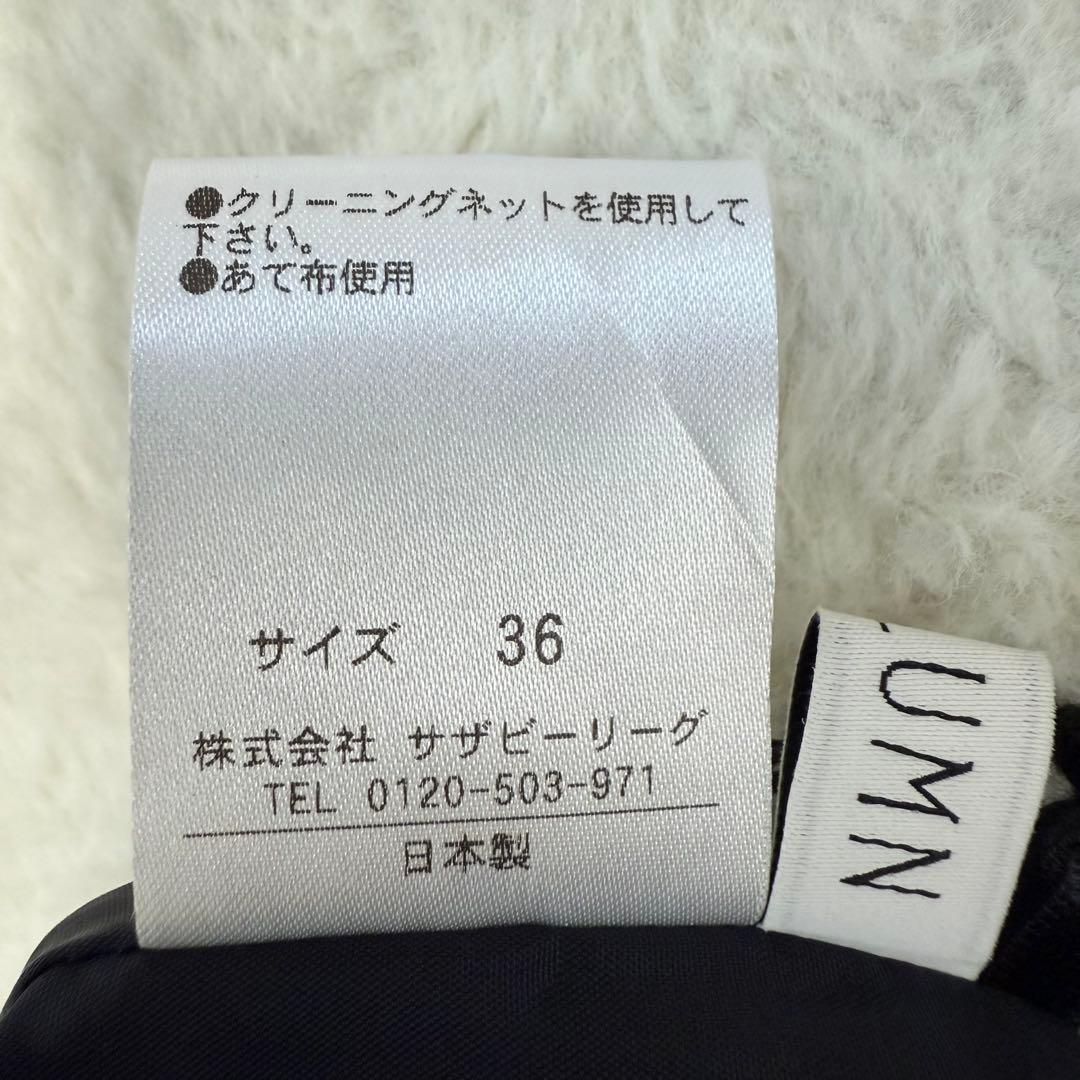 ●クリーニングネットを使用して
下さい。
●あて布使用
サイズ 36
株式会社 サザビーリーグ
TEL 0120-503-971
日本製
UMN